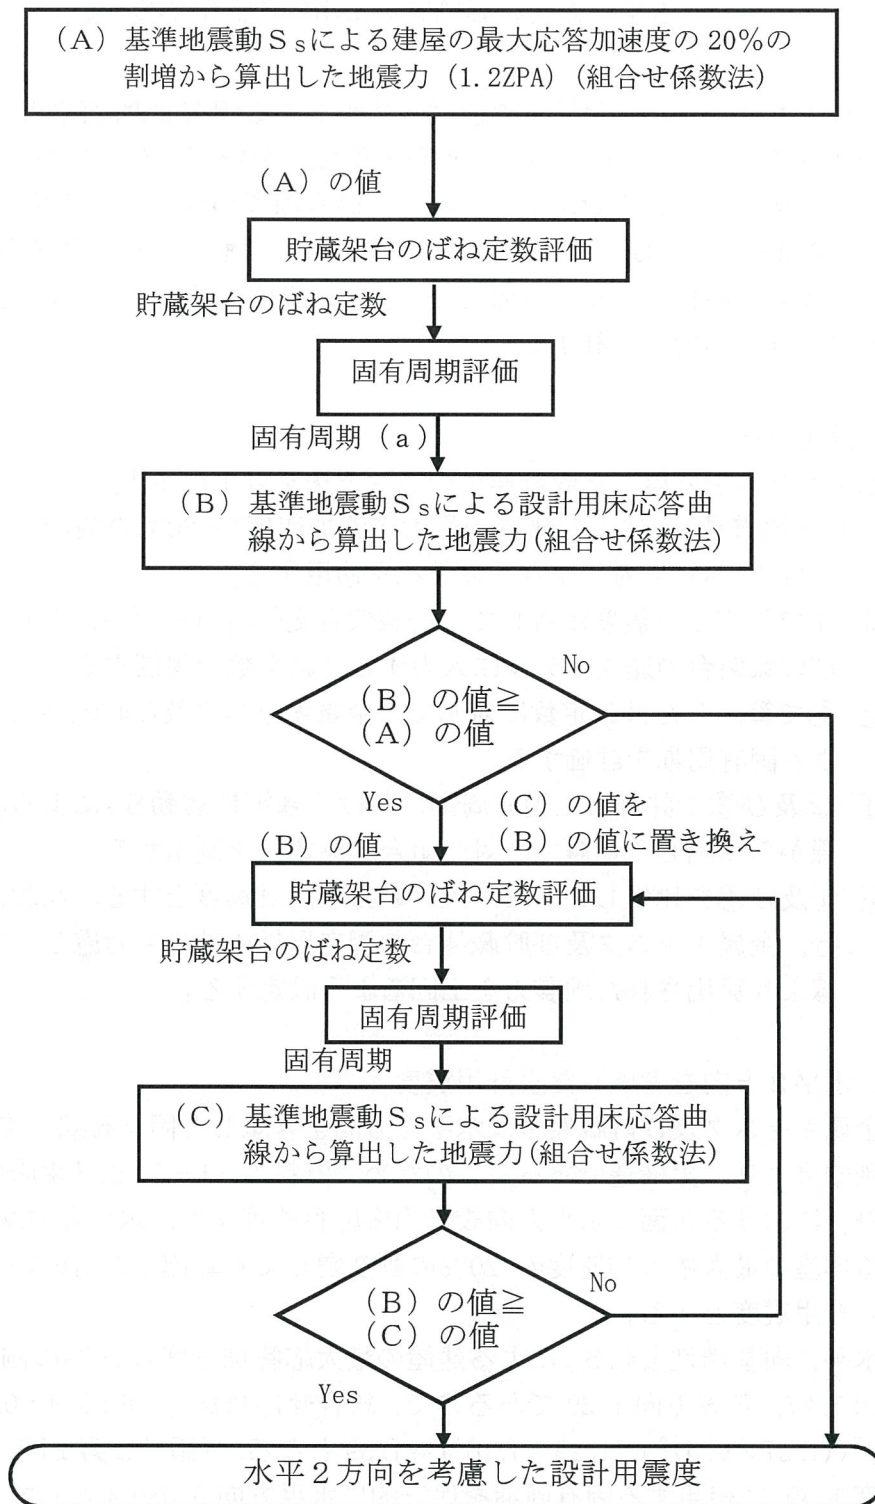 （Ａ）基準地震動Ｓsによる建屋の最大応答加速度の 20％の
割増から算出した地震力（1.2ZPA）(組合せ係数法)
（Ａ）の値
貯蔵架台のばね定数評価
貯蔵架台のばね定数
固有周期評価
固有周期（ａ）
（Ｂ）基準地震動Ｓsによる設計用床応答曲
線から算出した地震力(組合せ係数法)
No
（Ｂ）の値≧
（Ａ）の値
Yes
（Ｃ）の値を
（Ｂ）の値に置き換え
（Ｂ）の値
貯蔵架台のばね定数評価
貯蔵架台のばね定数
固有周期評価
固有周期
（Ｃ）基準地震動Ｓsによる設計用床応答曲
線から算出した地震力(組合せ係数法)
No
（Ｂ）の値≧
（Ｃ）の値
Yes
水平２方向を考慮した設計用震度